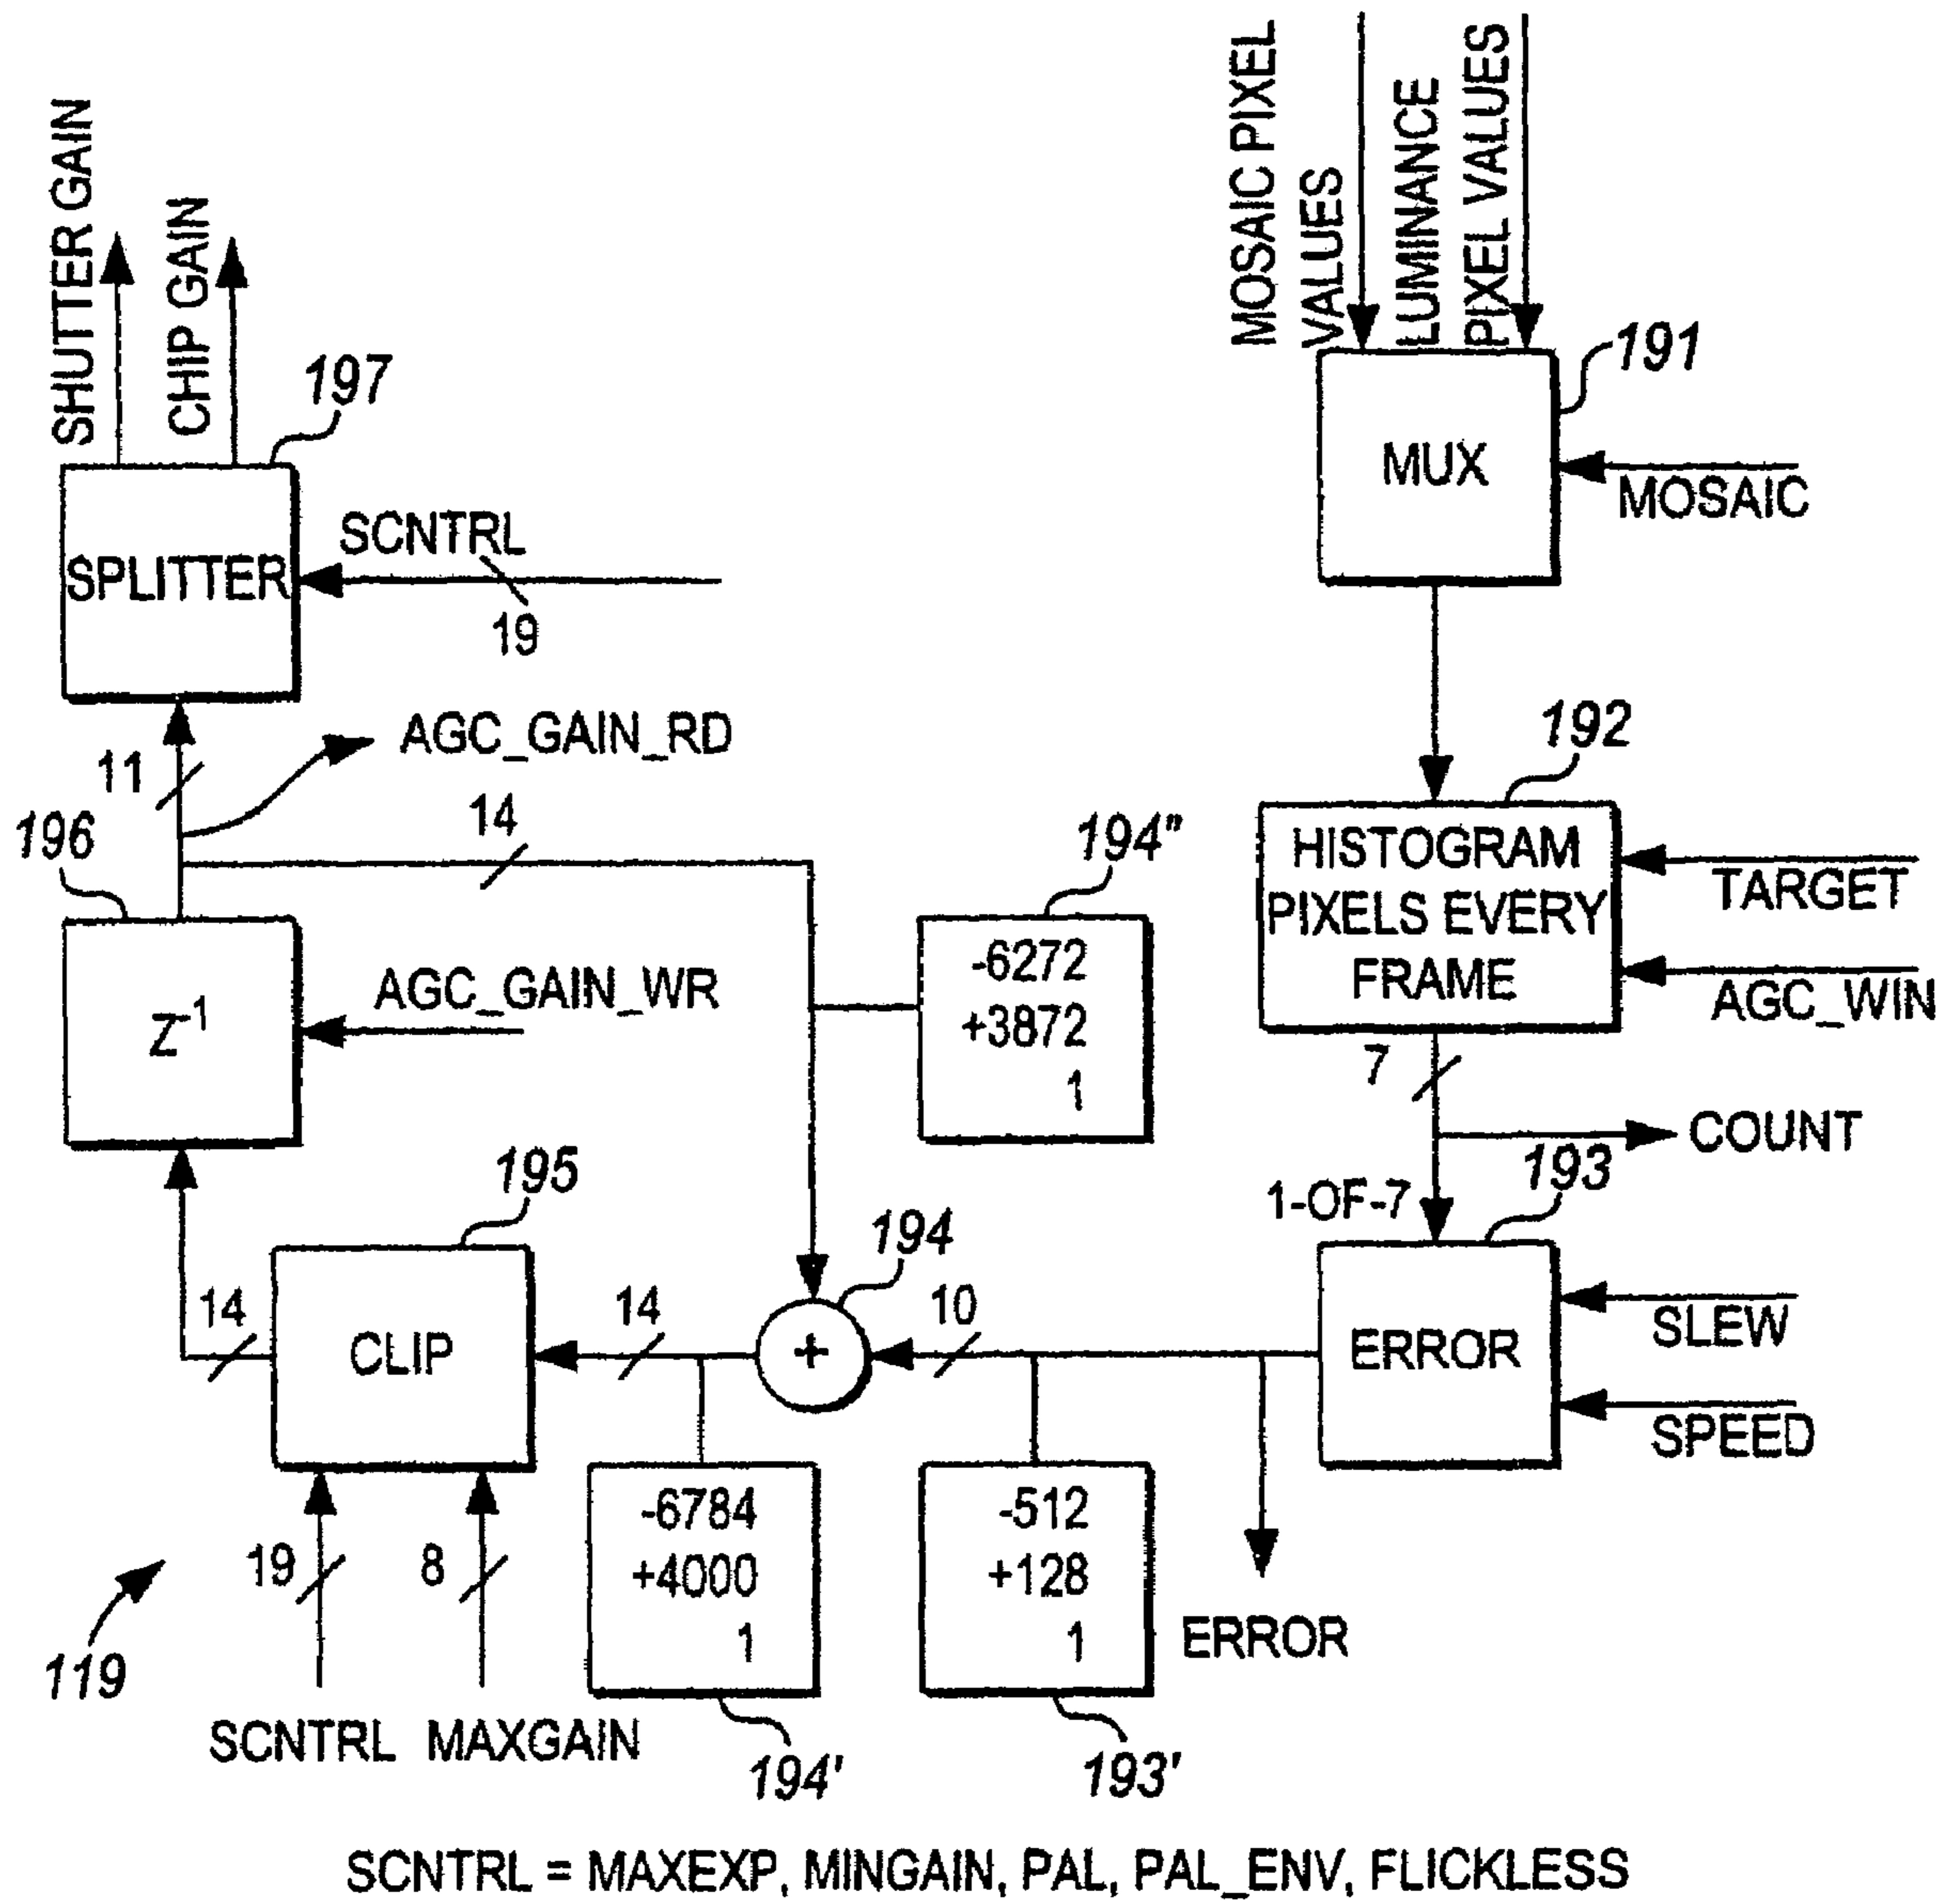 MOSAIC PIXEL
VALUES
LUMINANCE
PIXEL VALUES
191
MUX
MOSAIC
192
HISTOGRAM
PIXELS EVERY
FRAME
TARGET
AGC_WIN
7
COUNT
193
1-OF-7
ERROR
SLEW
SPEED
ERROR
-512
+128
1
193'
10
194
+
194"
-6272
+3872
1
14
-6784
+4000
1
194'
195
CLIP
19
8
SCNTRL MAXGAIN
14
196
Z-1
AGC_GAIN_WR
14
AGC_GAIN_RD
11
SPLITTER
197
SCNTRL
19
SHUTTER GAIN
CHIP GAIN
119
SCNTRL = MAXEXP, MINGAIN, PAL, PAL_ENV, FLICKLESS